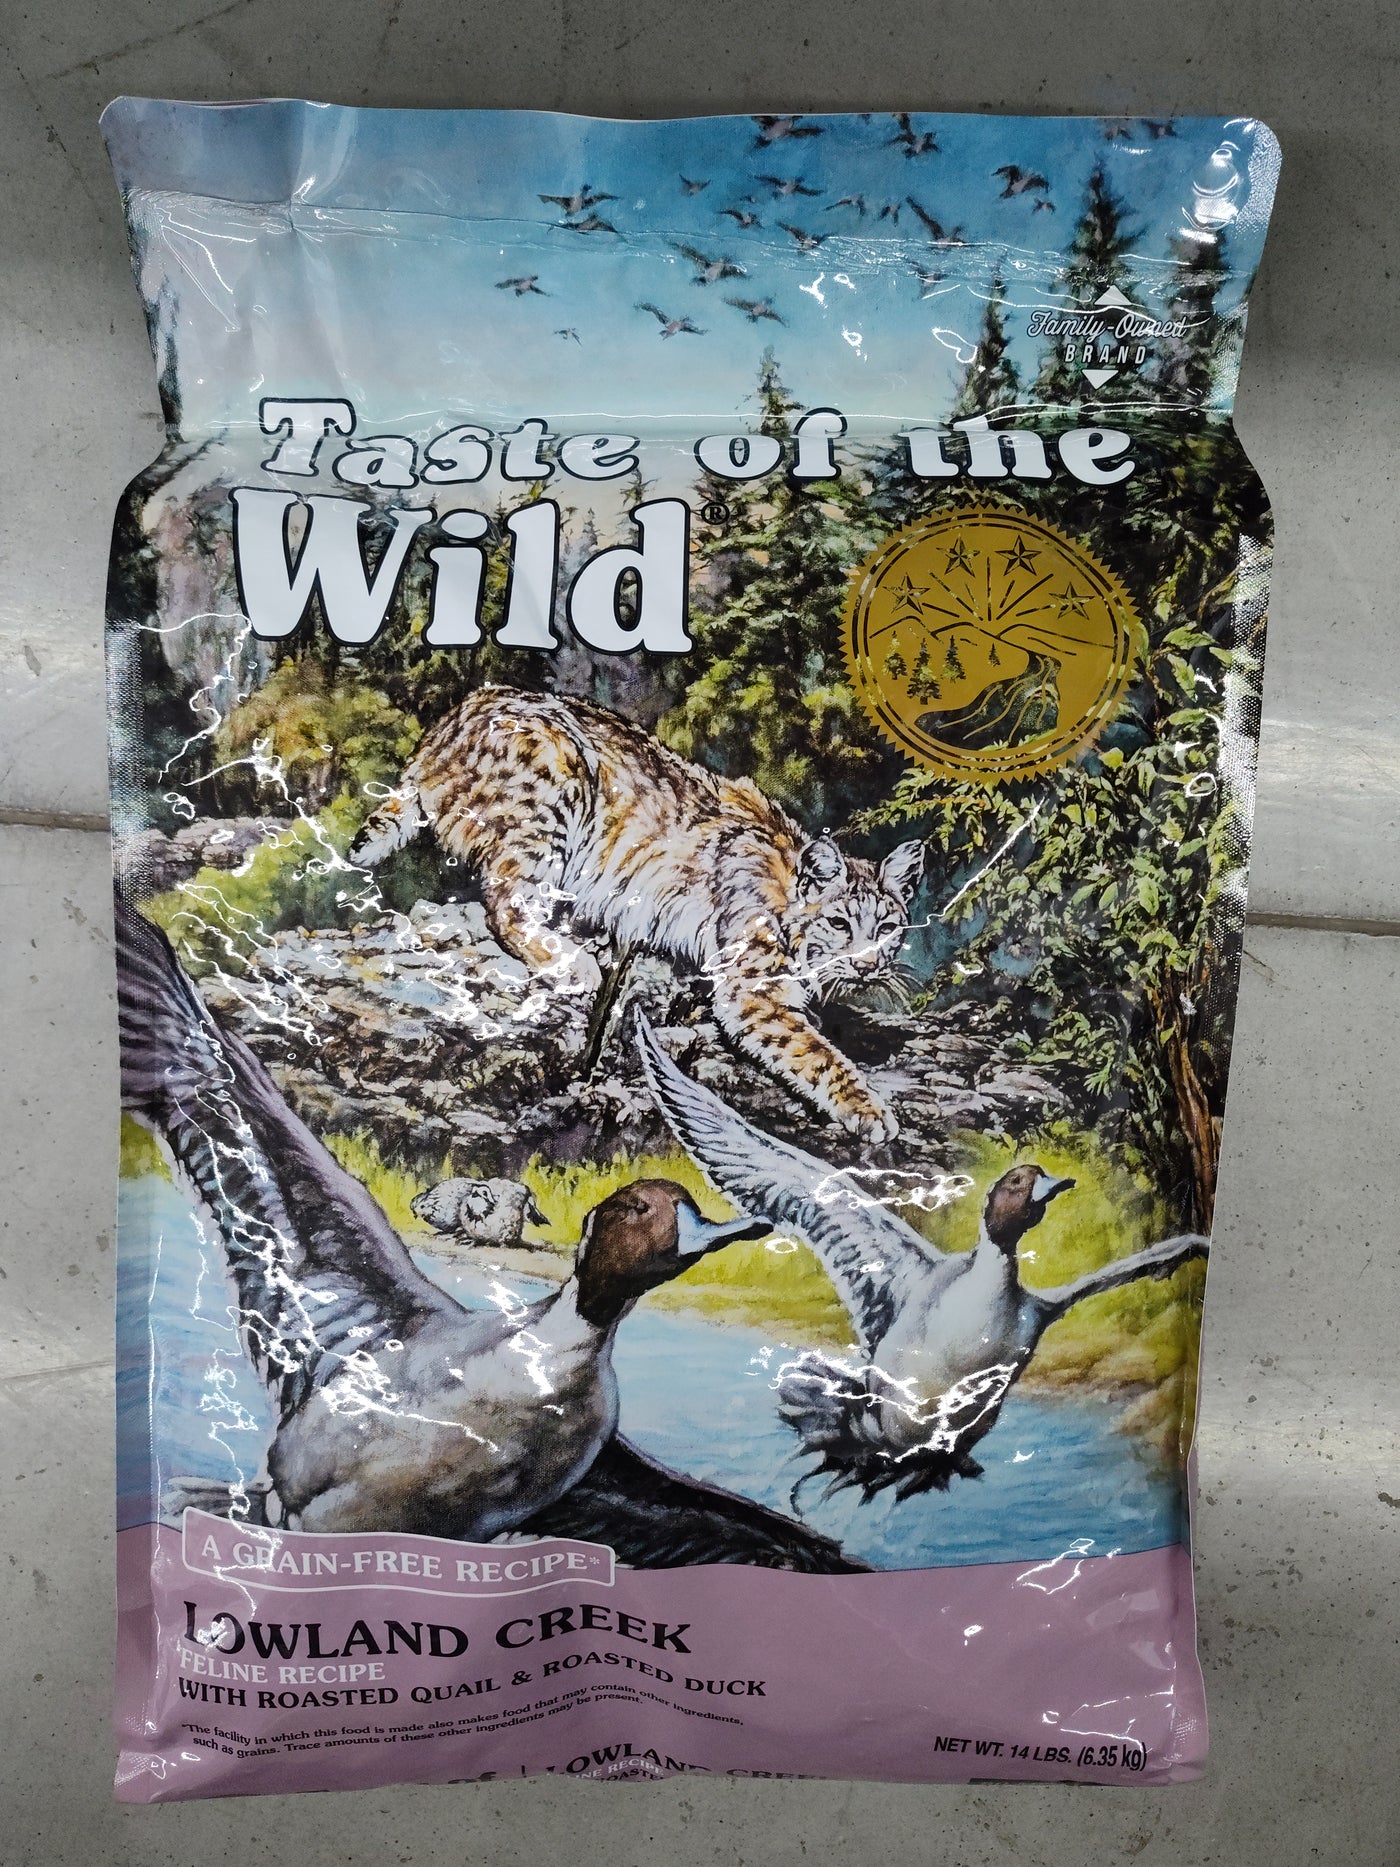 Family-Owned
BRAND
Taste of the
Wild®
A GRAIN-FREE RECIPE*
LOWLAND CREEK
FELINE RECIPE
WITH ROASTED QUAIL & ROASTED DUCK
*The facility in which this food is made also makes food that may contain other ingredients,
such as grains. Trace amounts of these other ingredients may be present.
NET WT. 14 LBS. (6.35 kg)
LOWLAND